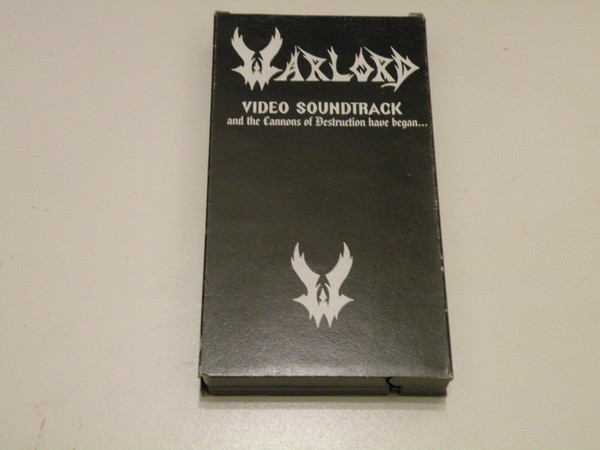 WARLORD
VIDEO SOUNDTRACK
and the Cannons of Destruction have began...
W